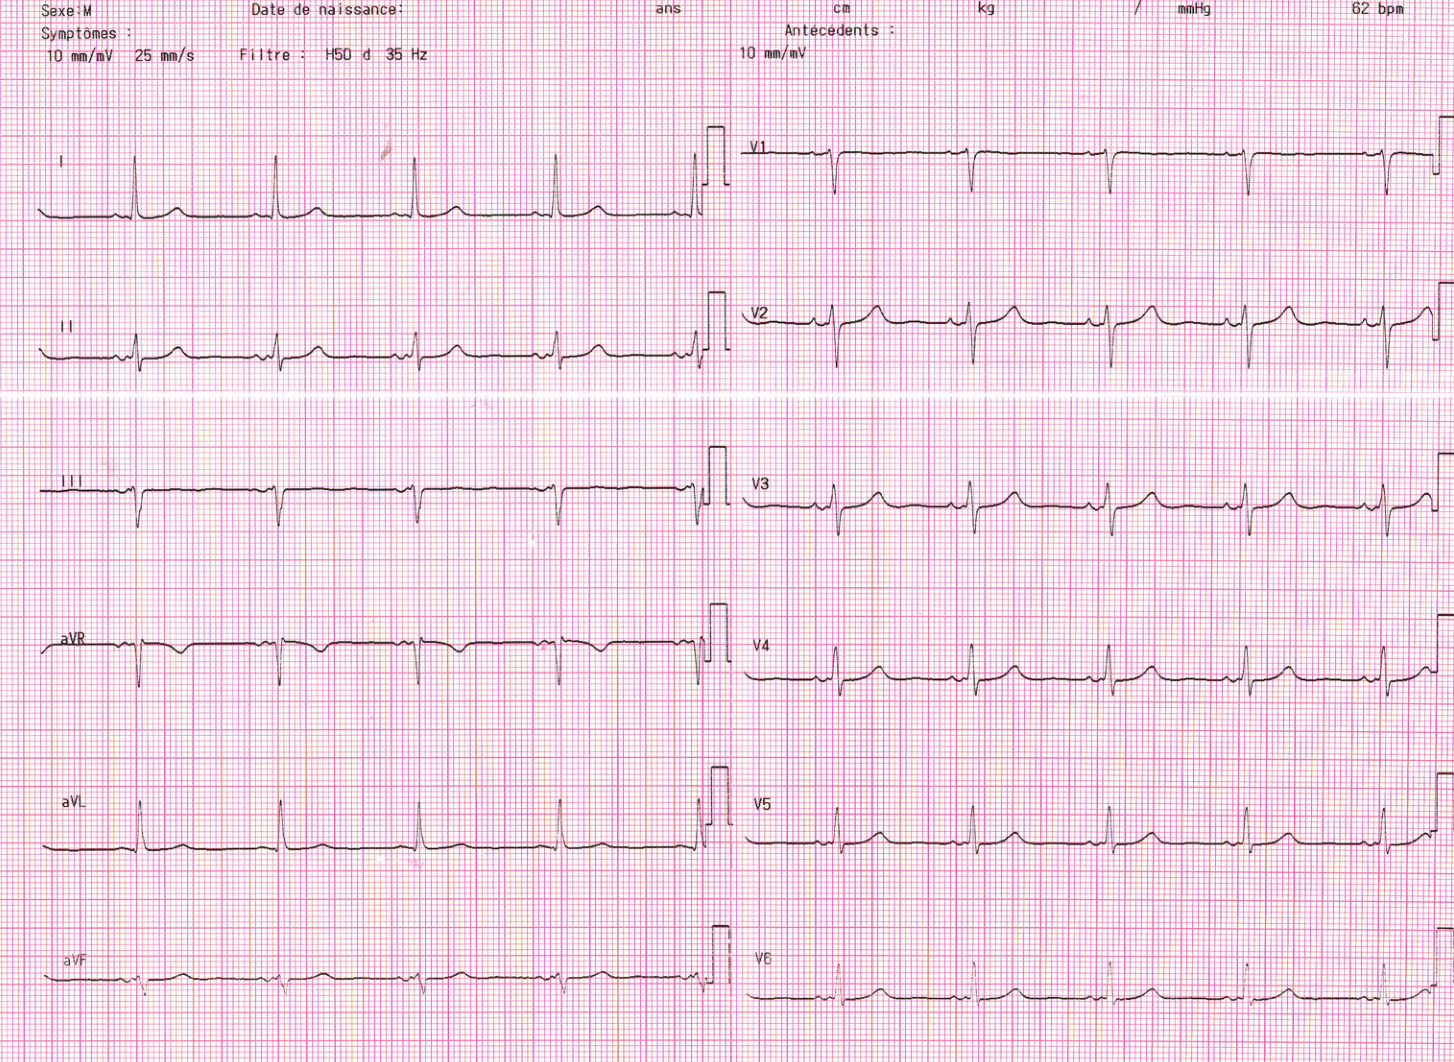 Sexe:M Date de naissance: ans cm kg / mmHg 62 bpm
Symptômes : Antécédents :
10 mm/mV 25 mm/s Filtre : H50 d 35 Hz 10 mm/mV
I V1
II V2
III V3
aVR V4
aVL V5
aVF V6